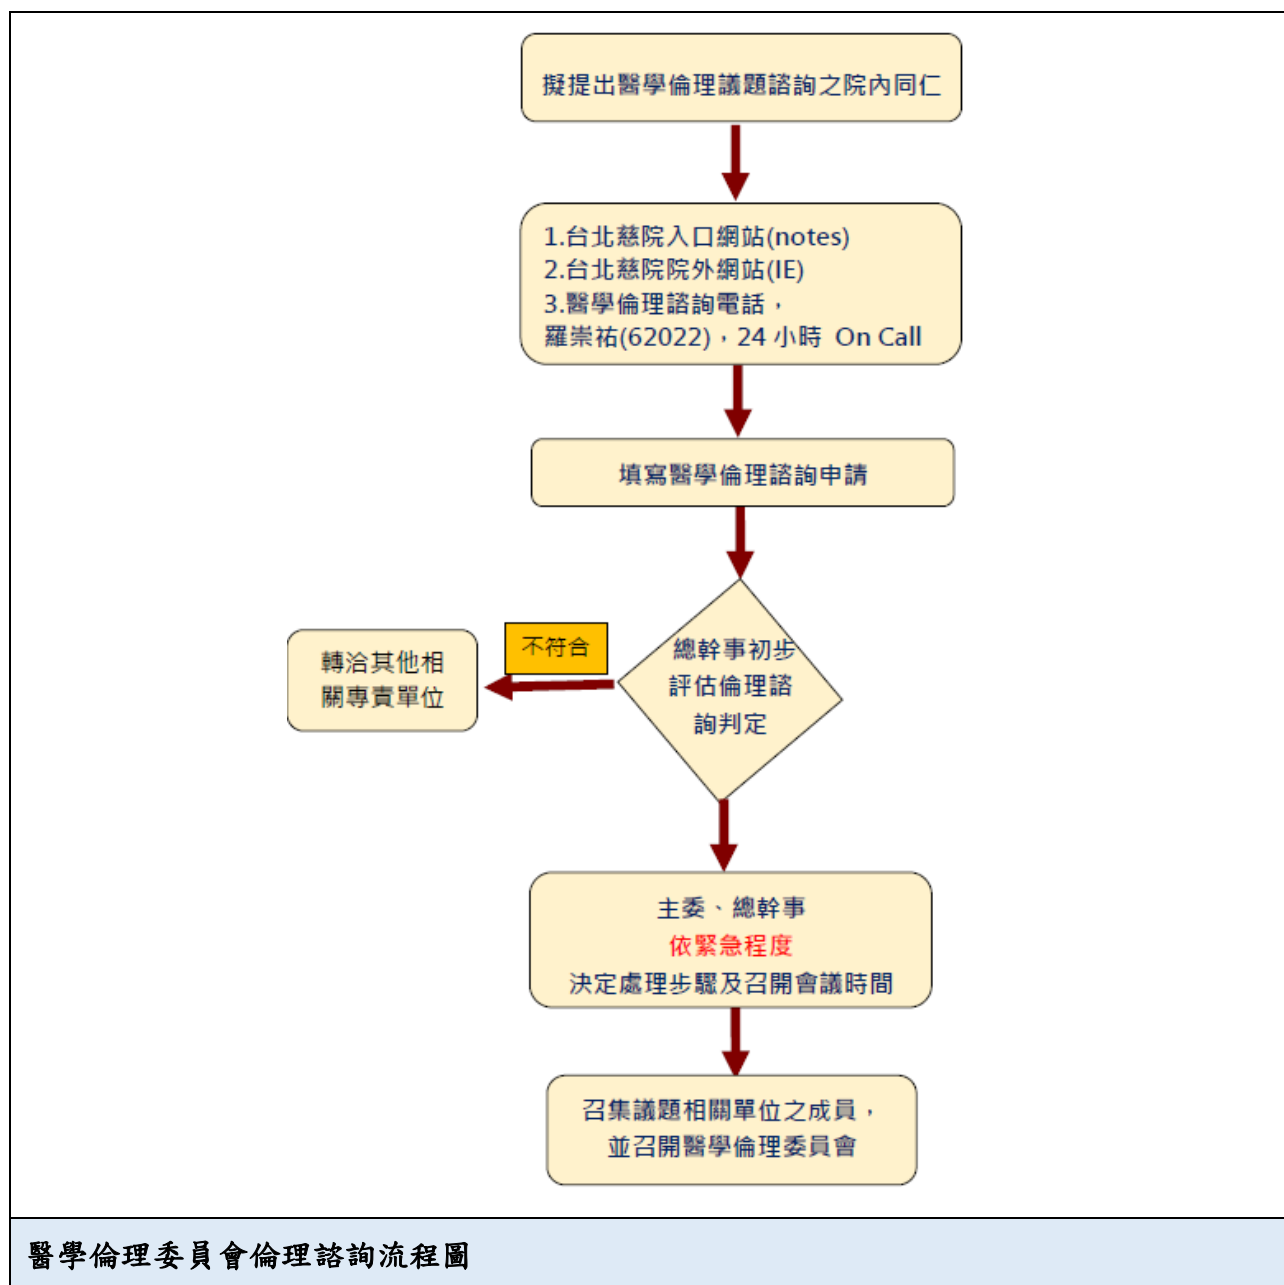 擬提出醫學倫理議題諮詢之院內同仁
1.台北慈院入口網站(notes)
2.台北慈院院外網站(IE)
3.醫學倫理諮詢電話，
羅崇祐(62022)，24 小時 On Call
填寫醫學倫理諮詢申請
總幹事初步
評估倫理諮
詢判定
不符合
轉洽其他相
關專責單位
主委、總幹事
依緊急程度
決定處理步驟及召開會議時間
召集議題相關單位之成員，
並召開醫學倫理委員會
醫學倫理委員會倫理諮詢流程圖